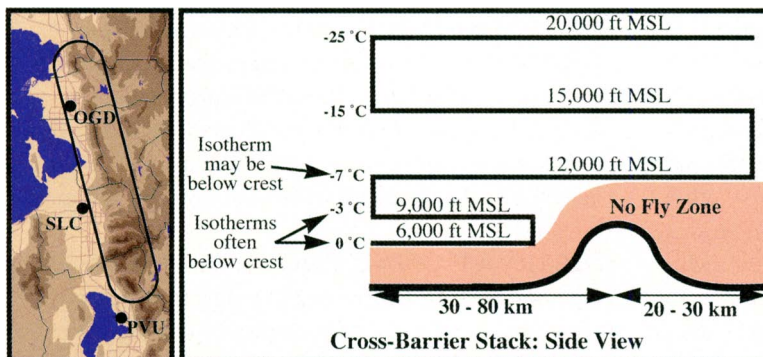 OGD
SLC
PVU
-25 °C
20,000 ft MSL
-15 °C
15,000 ft MSL
Isotherm
may be
below crest
-7 °C
12,000 ft MSL
-3 °C
9,000 ft MSL
No Fly Zone
Isotherms
often
below crest
0 °C
6,000 ft MSL
30 - 80 km
20 - 30 km
Cross-Barrier Stack: Side View